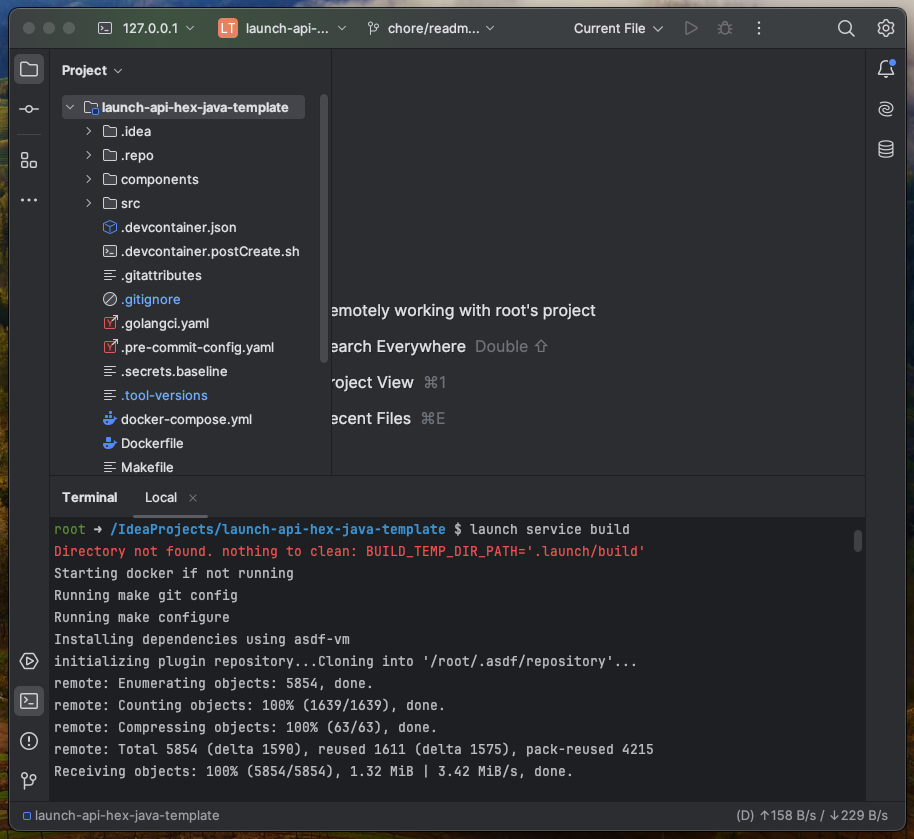 127.0.0.1
LT launch-api-...
chore/readm...
Current File
Project
launch-api-hex-java-template
.idea
.repo
components
src
.devcontainer.json
.devcontainer.postCreate.sh
.gitattributes
.gitignore
.golangci.yaml
.pre-commit-config.yaml
.secrets.baseline
.tool-versions
docker-compose.yml
Dockerfile
Makefile
emotely working with root's project
earch Everywhere Double ⇧
roject View ⌘1
ecent Files ⌘E
Terminal Local ×
root → /IdeaProjects/launch-api-hex-java-template $ launch service build
Directory not found. nothing to clean: BUILD_TEMP_DIR_PATH='.launch/build'
Starting docker if not running
Running make git config
Running make configure
Installing dependencies using asdf-vm
initializing plugin repository...Cloning into '/root/.asdf/repository'...
remote: Enumerating objects: 5854, done.
remote: Counting objects: 100% (1639/1639), done.
remote: Compressing objects: 100% (63/63), done.
remote: Total 5854 (delta 1590), reused 1611 (delta 1575), pack-reused 4215
Receiving objects: 100% (5854/5854), 1.32 MiB | 3.42 MiB/s, done.
launch-api-hex-java-template
(D) ↑158 B/s / ↓229 B/s